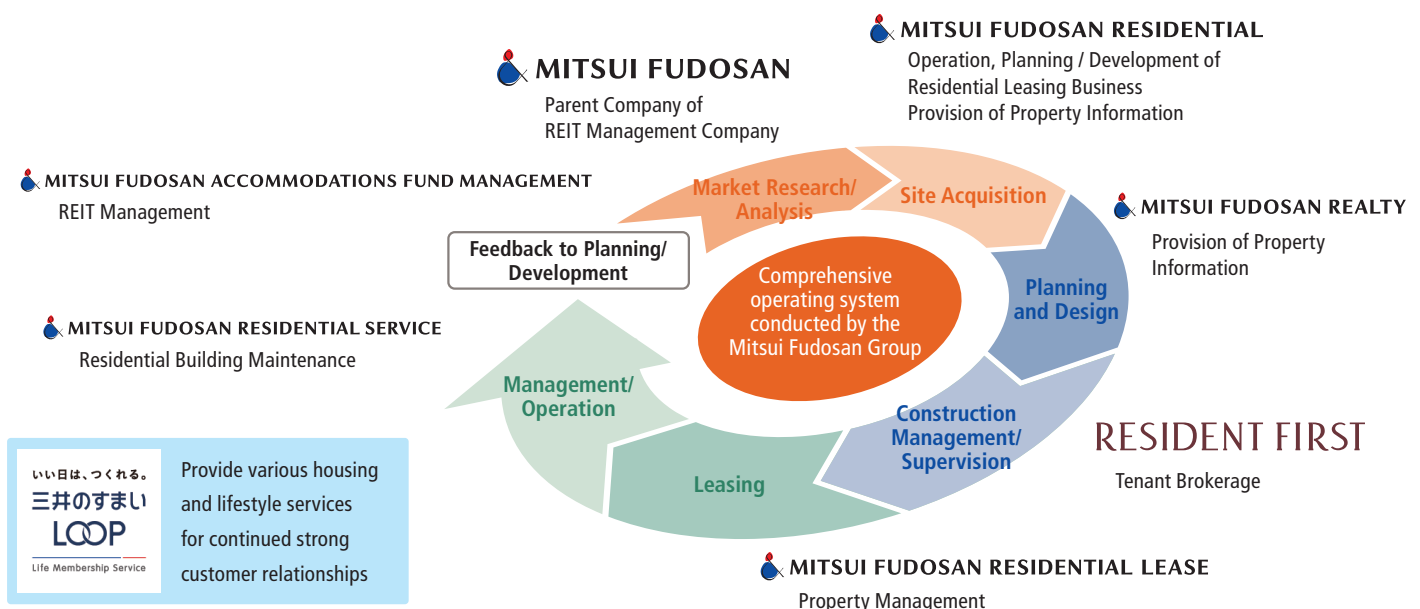 MITSUI FUDOSAN RESIDENTIAL
Operation, Planning / Development of
Residential Leasing Business
Provision of Property Information
MITSUI FUDOSAN
Parent Company of
REIT Management Company
MITSUI FUDOSAN ACCOMMODATIONS FUND MANAGEMENT
REIT Management
Market Research/
Analysis
Site Acquisition
MITSUI FUDOSAN REALTY
Provision of Property
Information
Feedback to Planning/
Development
Comprehensive
operating system
conducted by the
Mitsui Fudosan Group
Planning
and Design
MITSUI FUDOSAN RESIDENTIAL SERVICE
Residential Building Maintenance
Management/
Operation
Construction
Management/
Supervision
RESIDENT FIRST
Tenant Brokerage
Leasing
いい日は、つくれる。
三井のすまい
LOOP
Life Membership Service
Provide various housing
and lifestyle services
for continued strong
customer relationships
MITSUI FUDOSAN RESIDENTIAL LEASE
Property Management